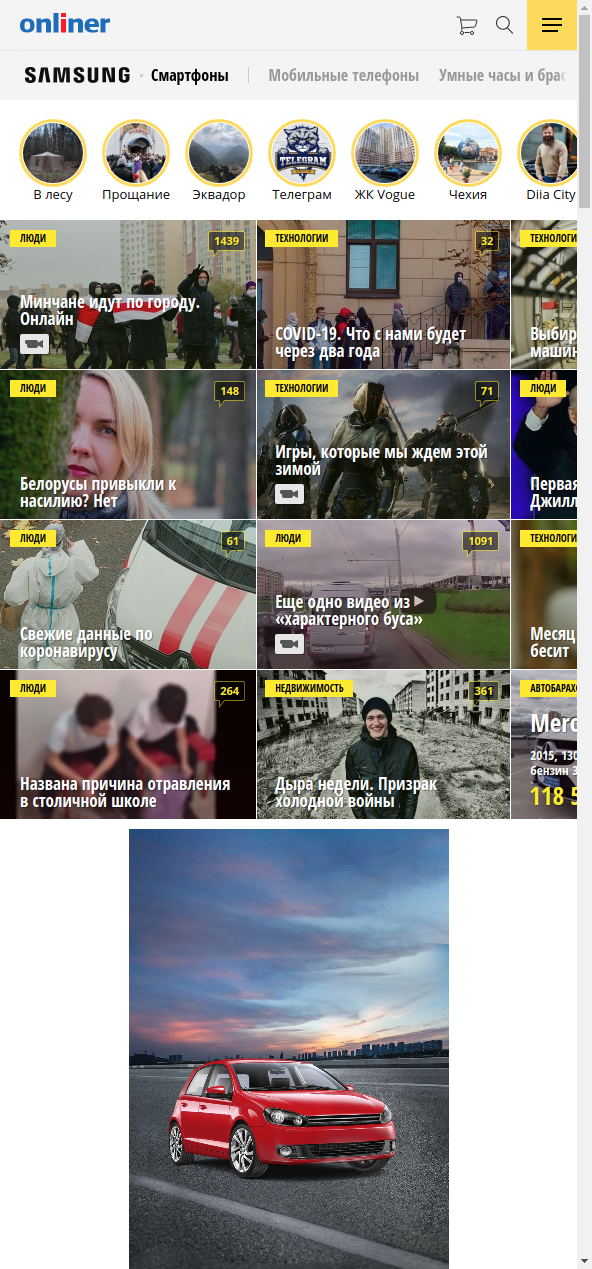 onliner
SAMSUNG • Смартфоны
Мобильные телефоны
Умные часы и брас
В лесу
Прощание
Эквадор
TELEGRAM
Телеграм
ЖК Vogue
Чехия
Diia City
ЛЮДИ
1439
Минчане идут по городу.
Онлайн
ТЕХНОЛОГИИ
32
COVID-19. Что с нами будет
через два года
ТЕХНОЛОГИ
Выбир
машин
ЛЮДИ
148
Белорусы привыкли к
насилию? Нет
ТЕХНОЛОГИИ
71
Игры, которые мы ждем этой
зимой
ЛЮДИ
Первая
Джилл
ЛЮДИ
61
Свежие данные по
коронавирусу
ЛЮДИ
1091
Еще одно видео из
«характерного буса»
ТЕХНОЛОГИ
Месяц
бесит
ЛЮДИ
264
Названа причина отравления
в столичной школе
НЕДВИЖИМОСТЬ
361
Дыра недели. Призрак
холодной войны
АВТОБАРАХО
Merc
2015, 130
бензин 3
118 5